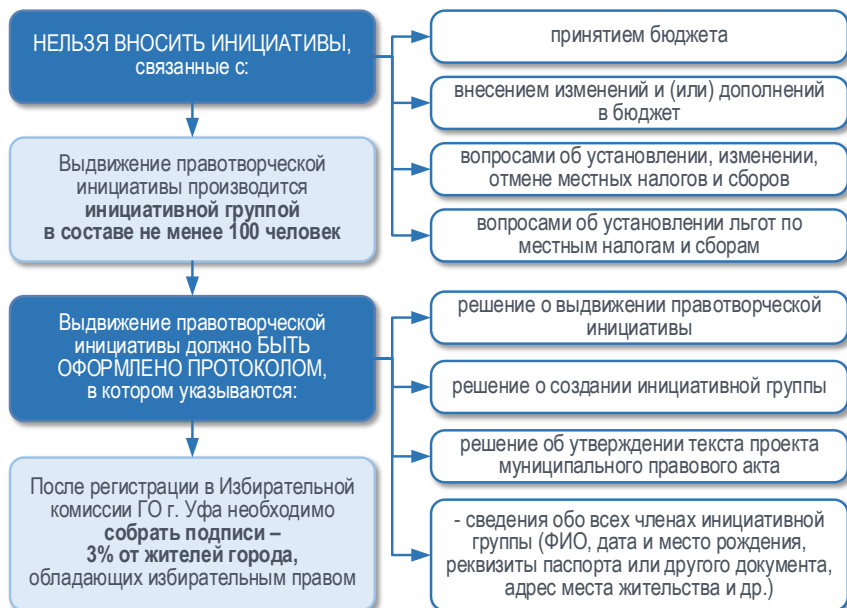 НЕЛЬЗЯ ВНОСИТЬ ИНИЦИАТИВЫ,
связанные с:
принятием бюджета
внесением изменений и (или) дополнений
в бюджет
вопросами об установлении, изменении,
отмене местных налогов и сборов
вопросами об установлении льгот по
местным налогам и сборам
Выдвижение правотворческой
инициативы производится
инициативной группой
в составе не менее 100 человек
Выдвижение правотворческой
инициативы должно БЫТЬ
ОФОРМЛЕНО ПРОТОКОЛОМ,
в котором указываются:
решение о выдвижении правотворческой
инициативы
решение о создании инициативной группы
решение об утверждении текста проекта
муниципального правового акта
- сведения обо всех членах инициативной
группы (ФИО, дата и место рождения,
реквизиты паспорта или другого документа,
адрес места жительства и др.)
После регистрации в Избирательной
комиссии ГО г. Уфа необходимо
собрать подписи –
3% от жителей города,
обладающих избирательным правом